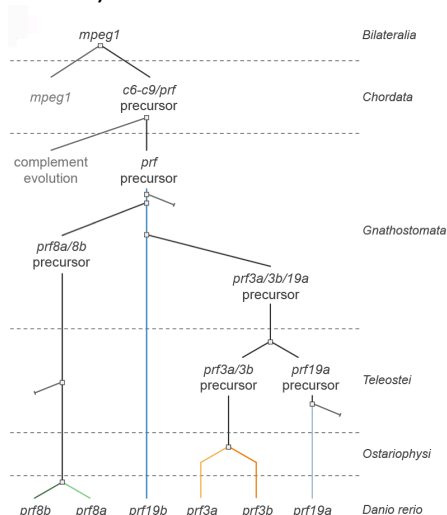 mpeg1
Bilateralia
mpeg1
c6-c9/prf
precursor
Chordata
complement
evolution
prf
precursor
Gnathostomata
prf8a/8b
precursor
prf3a/3b/19a
precursor
prf3a/3b
precursor
prf19a
precursor
Teleostei
Ostariophysi
prf8b
prf8a
prf19b
prf3a
prf3b
prf19a
Danio rerio